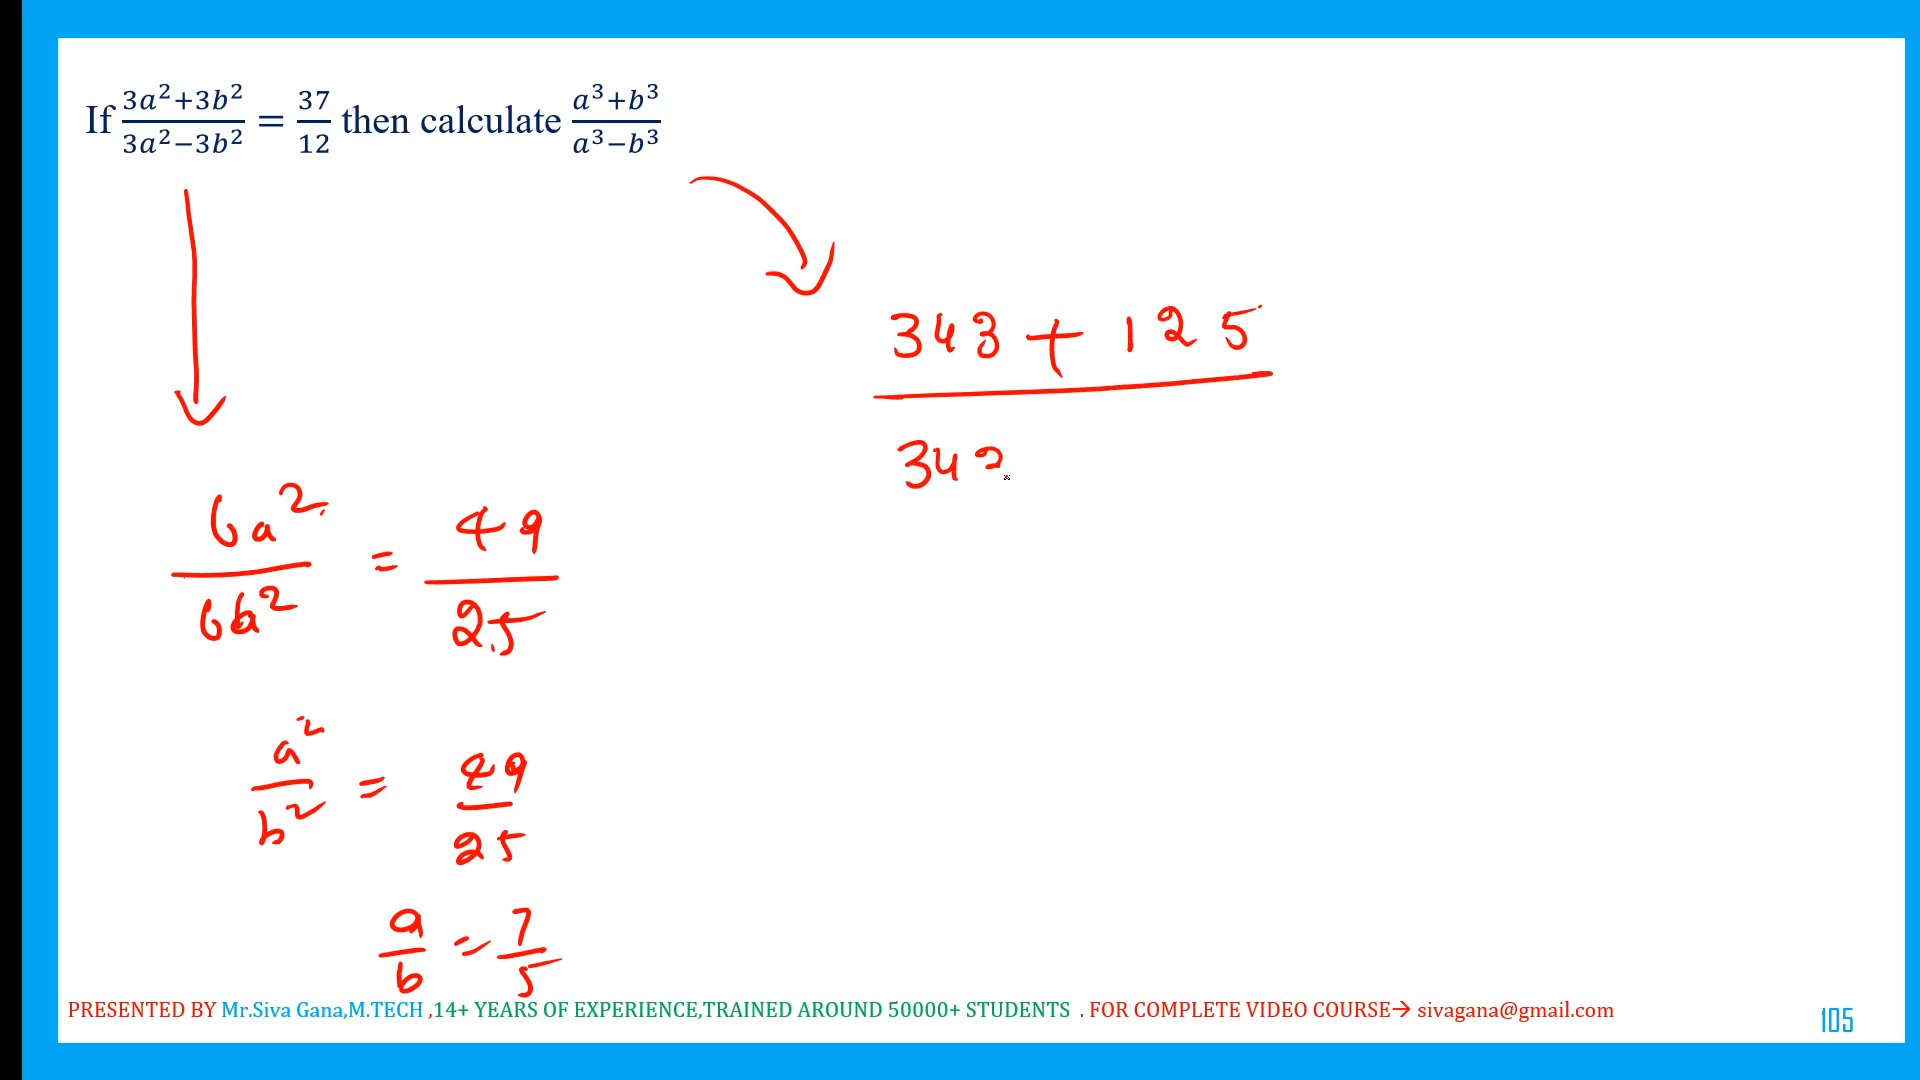 If (3a²+3b²)/(3a²−3b²) = 37/12 then calculate (a³+b³)/(a³−b³)
343 + 125
34
6a²/6b² = 49/25
a²/b² = 49/25
a/b = 7/5
PRESENTED BY Mr.Siva Gana,M.TECH ,14+ YEARS OF EXPERIENCE,TRAINED AROUND 50000+ STUDENTS . FOR COMPLETE VIDEO COURSE→ sivagana@gmail.com
105